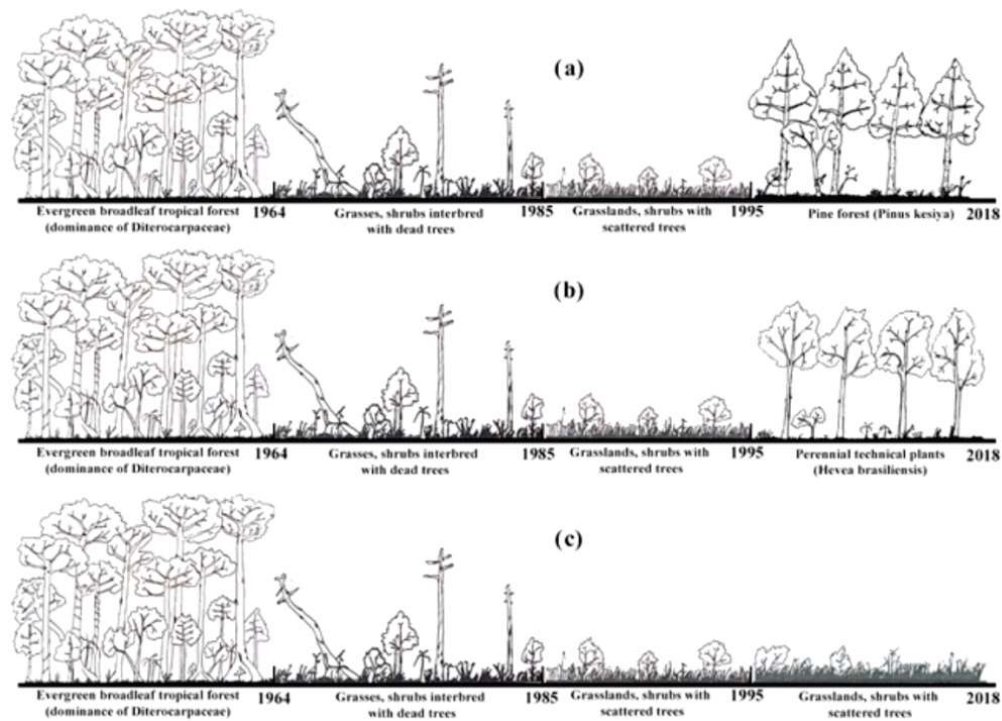 (a)
Evergreen broadleaf tropical forest 1964 Grasses, shrubs interbred 1985 Grasslands, shrubs with 1995 Pine forest (Pinus kesiya) 2018
(dominance of Diterocarpaceae) with dead trees scattered trees
(b)
Evergreen broadleaf tropical forest 1964 Grasses, shrubs interbred 1985 Grasslands, shrubs with 1995 Perennial technical plants 2018
(dominance of Diterocarpaceae) with dead trees scattered trees (Hevea brasiliensis)
(c)
Evergreen broadleaf tropical forest 1964 Grasses, shrubs interbred 1985 Grasslands, shrubs with 1995 Grasslands, shrubs with 2018
(dominance of Diterocarpaceae) with dead trees scattered trees scattered trees